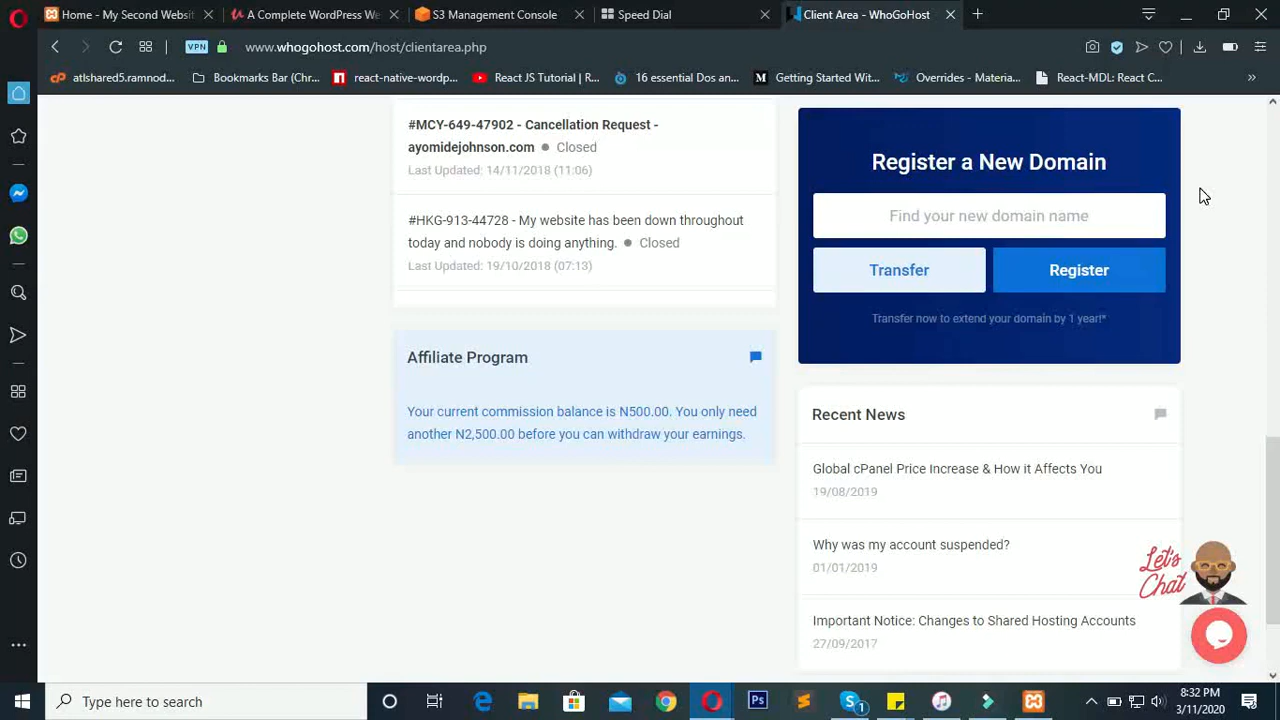 Home - My Second Websit
A Complete WordPress We
S3 Management Console
Speed Dial
Client Area - WhoGoHost
VPN
www.whogohost.com/host/clientarea.php
atlshared5.ramnod...
Bookmarks Bar (Chr...
react-native-wordp...
React JS Tutorial | R...
16 essential Dos an...
Getting Started Wit...
Overrides - Materia...
React-MDL: React C...
#MCY-649-47902 - Cancellation Request -
ayomidejohnson.com ● Closed
Last Updated: 14/11/2018 (11:06)
#HKG-913-44728 - My website has been down throughout
today and nobody is doing anything. ● Closed
Last Updated: 19/10/2018 (07:13)
Affiliate Program
Your current commission balance is N500.00. You only need
another N2,500.00 before you can withdraw your earnings.
Register a New Domain
Find your new domain name
Transfer
Register
Transfer now to extend your domain by 1 year!*
Recent News
Global cPanel Price Increase & How it Affects You
19/08/2019
Why was my account suspended?
01/01/2019
Important Notice: Changes to Shared Hosting Accounts
27/09/2017
Let's
Chat
Type here to search
Ps
1
8:32 PM
3/11/2020